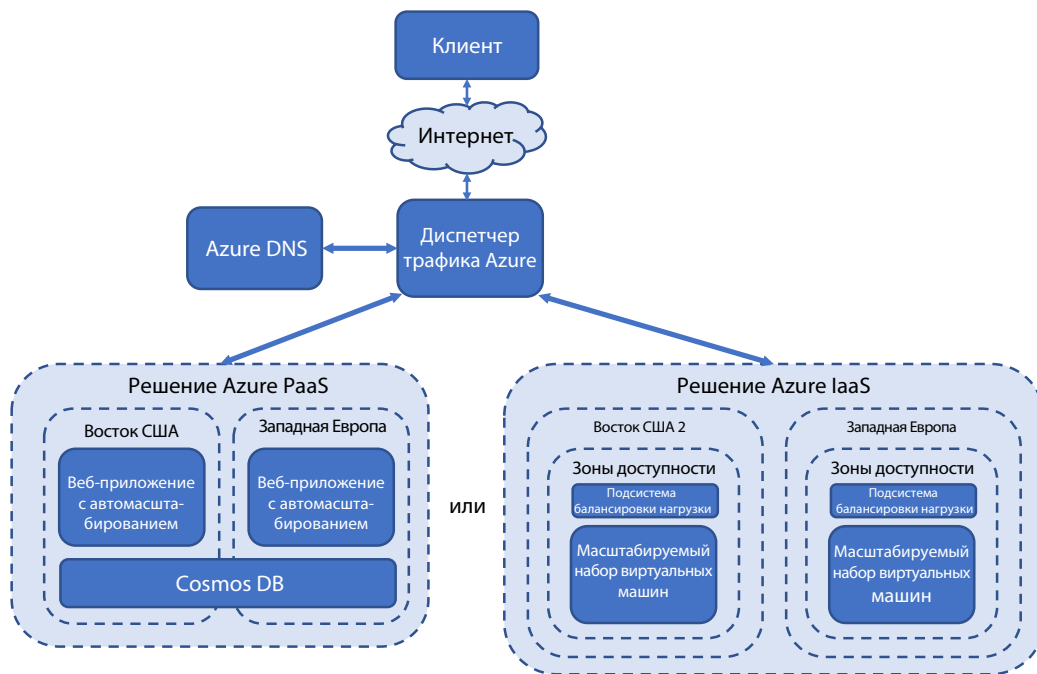 Клиент
Интернет
Azure DNS
Диспетчер
трафика Azure
Решение Azure PaaS
Восток США
Веб-приложение
с автомасшта-
бированием
Западная Европа
Веб-приложение
с автомасшта-
бированием
Cosmos DB
или
Решение Azure IaaS
Восток США 2
Зоны доступности
Подсистема
балансировки нагрузки
Масштабируемый
набор виртуальных
машин
Западная Европа
Зоны доступности
Подсистема
балансировки нагрузки
Масштабируемый
набор виртуальных
машин